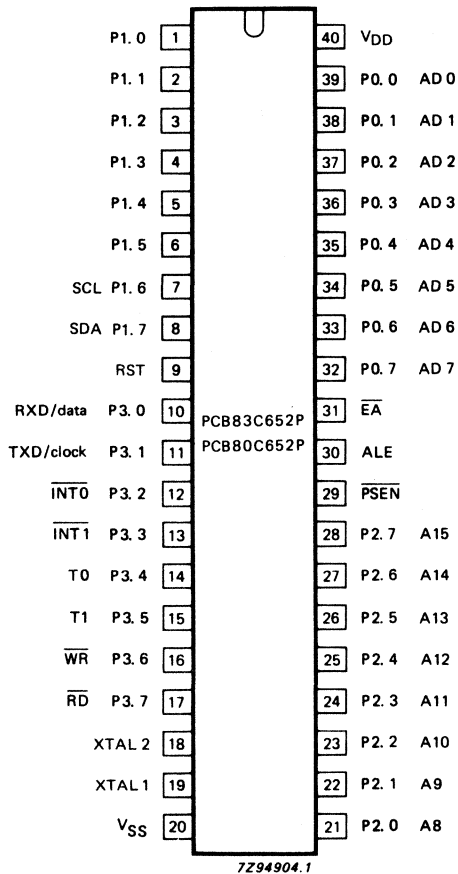 P1.0 1 40 VDD
P1.1 2 39 P0.0 AD0
P1.2 3 38 P0.1 AD1
P1.3 4 37 P0.2 AD2
P1.4 5 36 P0.3 AD3
P1.5 6 35 P0.4 AD4
SCL P1.6 7 34 P0.5 AD5
SDA P1.7 8 33 P0.6 AD6
RST 9 32 P0.7 AD7
RXD/data P3.0 10 PCB83C652P 31 E̅A̅
TXD/clock P3.1 11 PCB80C652P 30 ALE
I̅N̅T̅0̅ P3.2 12 29 P̅S̅E̅N̅
I̅N̅T̅1̅ P3.3 13 28 P2.7 A15
T0 P3.4 14 27 P2.6 A14
T1 P3.5 15 26 P2.5 A13
W̅R̅ P3.6 16 25 P2.4 A12
R̅D̅ P3.7 17 24 P2.3 A11
XTAL2 18 23 P2.2 A10
XTAL1 19 22 P2.1 A9
VSS 20 21 P2.0 A8
7Z94904.1